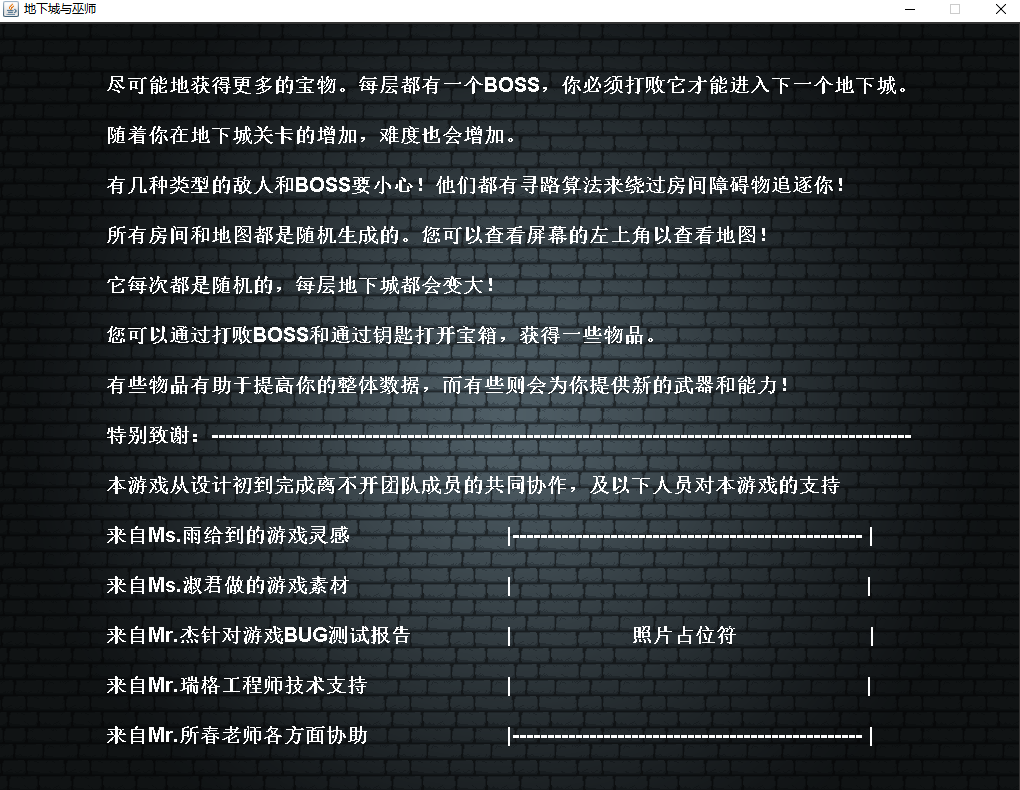 地下城与巫师
尽可能地获得更多的宝物。每层都有一个BOSS，你必须打败它才能进入下一个地下城。
随着你在地下城关卡的增加，难度也会增加。
有几种类型的敌人和BOSS要小心！他们都有寻路算法来绕过房间障碍物追逐你！
所有房间和地图都是随机生成的。您可以查看屏幕的左上角以查看地图！
它每次都是随机的，每层地下城都会变大！
您可以通过打败BOSS和通过钥匙打开宝箱，获得一些物品。
有些物品有助于提高你的整体数据，而有些则会为你提供新的武器和能力！
特别致谢：----------------------------------------------------------------------------------------------------
本游戏从设计初到完成离不开团队成员的共同协作，及以下人员对本游戏的支持
来自Ms.雨给到的游戏灵感 |-------------------------------------------------- |
来自Ms.淑君做的游戏素材 | |
来自Mr.杰针对游戏BUG测试报告 | 照片占位符 |
来自Mr.瑞格工程师技术支持 | |
来自Mr.所春老师各方面协助 |-------------------------------------------------- |